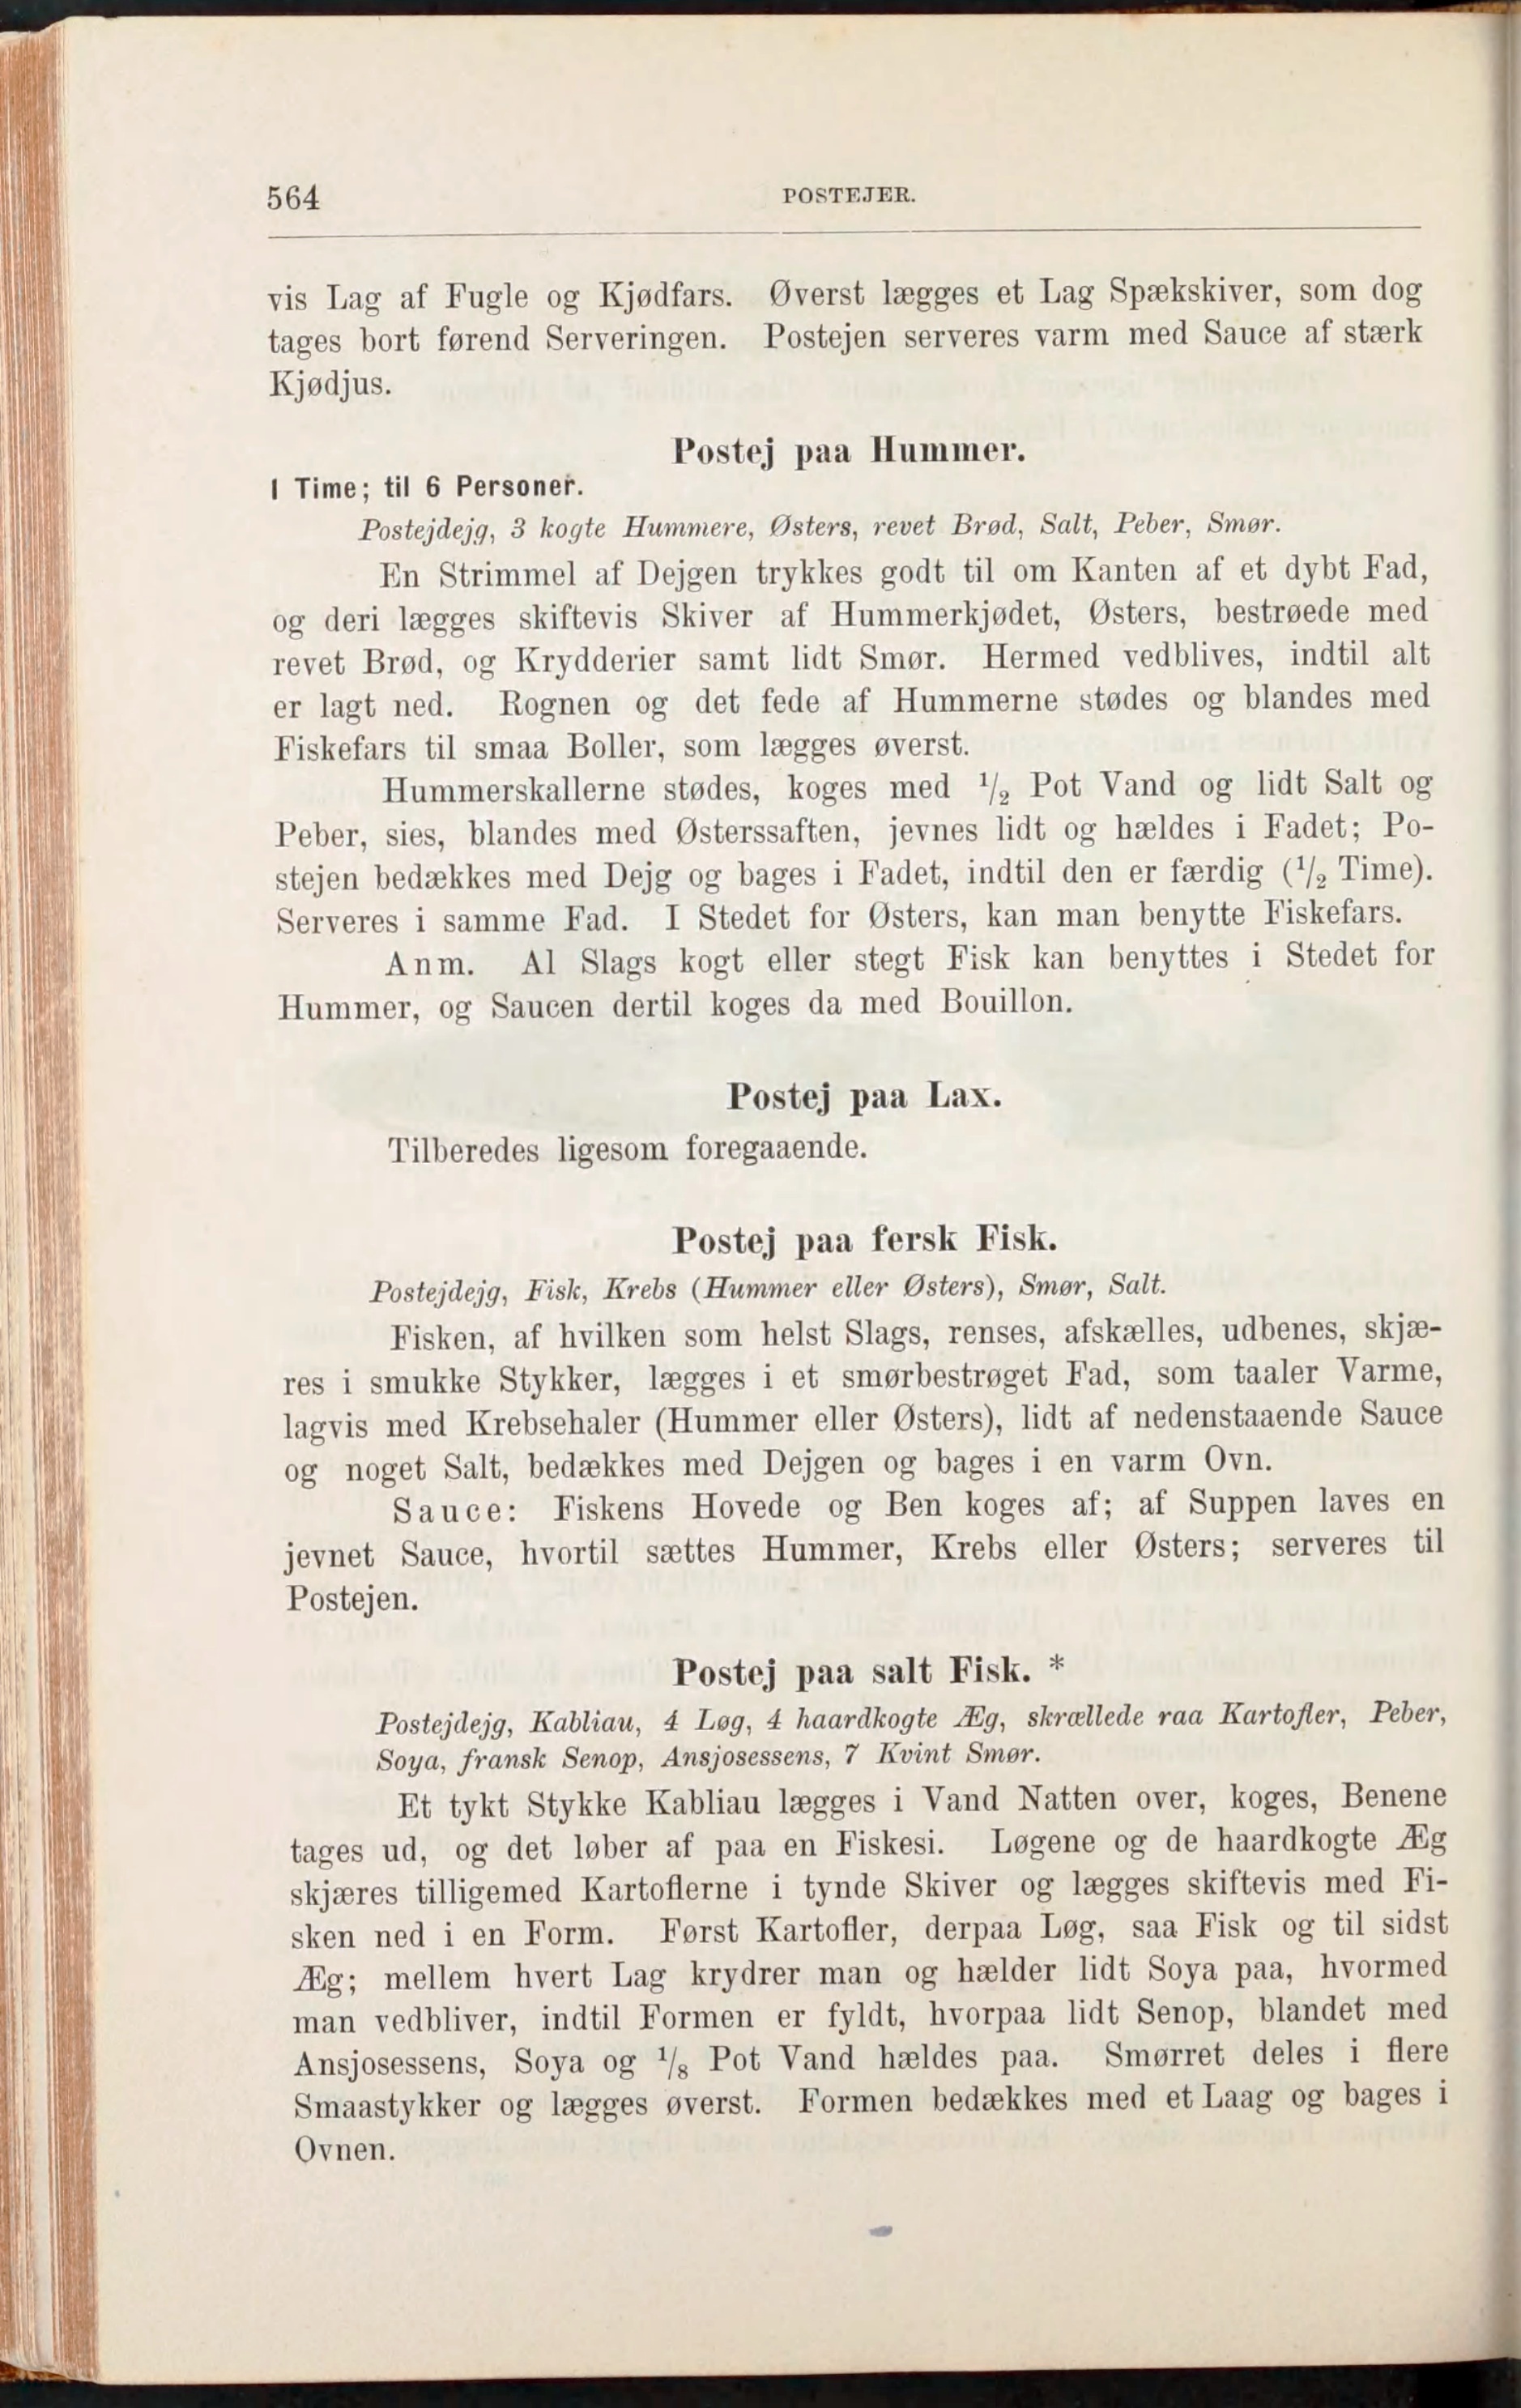 564
POSTEJER.
vis Lag af Fugle og Kjødfars. Øverst lægges et Lag Spækskiver, som dog
tages bort førend Serveringen. Postejen serveres varm med Sauce af stærk
Kjødjus.
Postej paa Hummer.
1 Time; til 6 Personer.
Postejdejg, 3 kogte Hummere, Østers, revet Brød, Salt, Peber, Smør.
En Strimmel af Dejgen trykkes godt til om Kanten af et dybt Fad,
og deri lægges skiftevis Skiver af Hummerkjødet, Østers, bestrøede med
revet Brød, og Krydderier samt lidt Smør. Hermed vedblives, indtil alt
er lagt ned. Rognen og det fede af Hummerne stødes og blandes med
Fiskefars til smaa Boller, som lægges øverst.
Hummerskallerne stødes, koges med 1/2 Pot Vand og lidt Salt og
Peber, sies, blandes med Østerssaften, jevnes lidt og hældes i Fadet; Po-
stejen bedækkes med Dejg og bages i Fadet, indtil den er færdig (1/2 Time).
Serveres i samme Fad. I Stedet for Østers, kan man benytte Fiskefars.
Anm. Al Slags kogt eller stegt Fisk kan benyttes i Stedet for
Hummer, og Saucen dertil koges da med Bouillon.
Postej paa Lax.
Tilberedes ligesom foregaaende.
Postej paa fersk Fisk.
Postejdejg, Fisk, Krebs (Hummer eller Østers), Smør, Salt.
Fisken, af hvilken som helst Slags, renses, afskælles, udbenes, skjæ-
res i smukke Stykker, lægges i et smørbestrøget Fad, som taaler Varme,
lagvis med Krebsehaler (Hummer eller Østers), lidt af nedenstaaende Sauce
og noget Salt, bedækkes med Dejgen og bages i en varm Ovn.
Sauce: Fiskens Hovede og Ben koges af; af Suppen laves en
jevnet Sauce, hvortil sættes Hummer, Krebs eller Østers; serveres til
Postejen.
Postej paa salt Fisk. *
Postejdejg, Kabliau, 4 Løg, 4 haardkogte Æg, skrællede raa Kartofler, Peber,
Soya, fransk Senop, Ansjosessens, 7 Kvint Smør.
Et tykt Stykke Kabliau lægges i Vand Natten over, koges, Benene
tages ud, og det løber af paa en Fiskesi. Løgene og de haardkogte Æg
skjæres tilligemed Kartoflerne i tynde Skiver og lægges skiftevis med Fi-
sken ned i en Form. Først Kartofler, derpaa Løg, saa Fisk og til sidst
Æg; mellem hvert Lag krydrer man og hælder lidt Soya paa, hvormed
man vedbliver, indtil Formen er fyldt, hvorpaa lidt Senop, blandet med
Ansjosessens, Soya og 1/8 Pot Vand hældes paa. Smørret deles i flere
Smaastykker og lægges øverst. Formen bedækkes med et Laag og bages i
Ovnen.